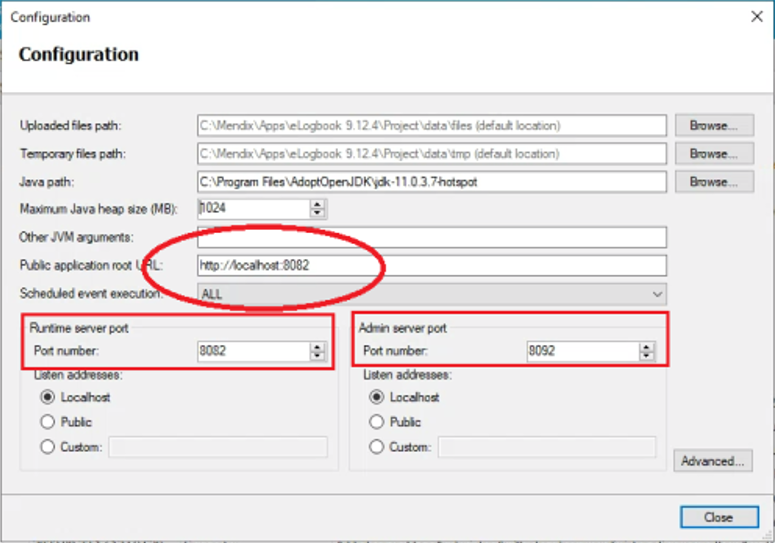 Configuration
Configuration
Uploaded files path: C:\Mendix\Apps\eLogbook 9.12.4\Project\data\files (default location) Browse...
Temporary files path: C:\Mendix\Apps\eLogbook 9.12.4\Project\data\tmp (default location) Browse...
Java path: C:\Program Files\AdoptOpenJDK\jdk-11.0.3.7-hotspot Browse...
Maximum Java heap size (MB): 1024
Other JVM arguments:
Public application root URL: http://localhost:8082
Scheduled event execution: ALL
Runtime server port Admin server port
Port number: 8082 Port number: 8092
Listen addresses: Listen addresses:
Localhost Localhost
Public Public
Custom: Custom:
Advanced...
Close